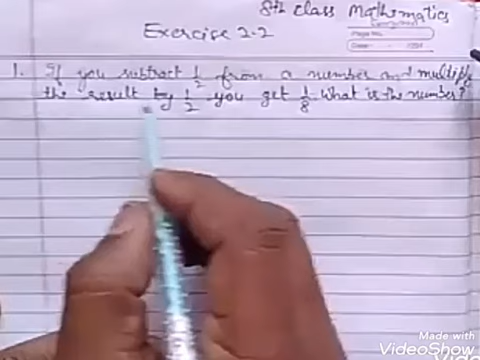 8th class Mathematics
Exercise 2.2
Page No.
Date
1. If you subtract 1/2 from a number and multiply
the result by 1/2 you get 1/8. What is the number?
Made with
VideoShow